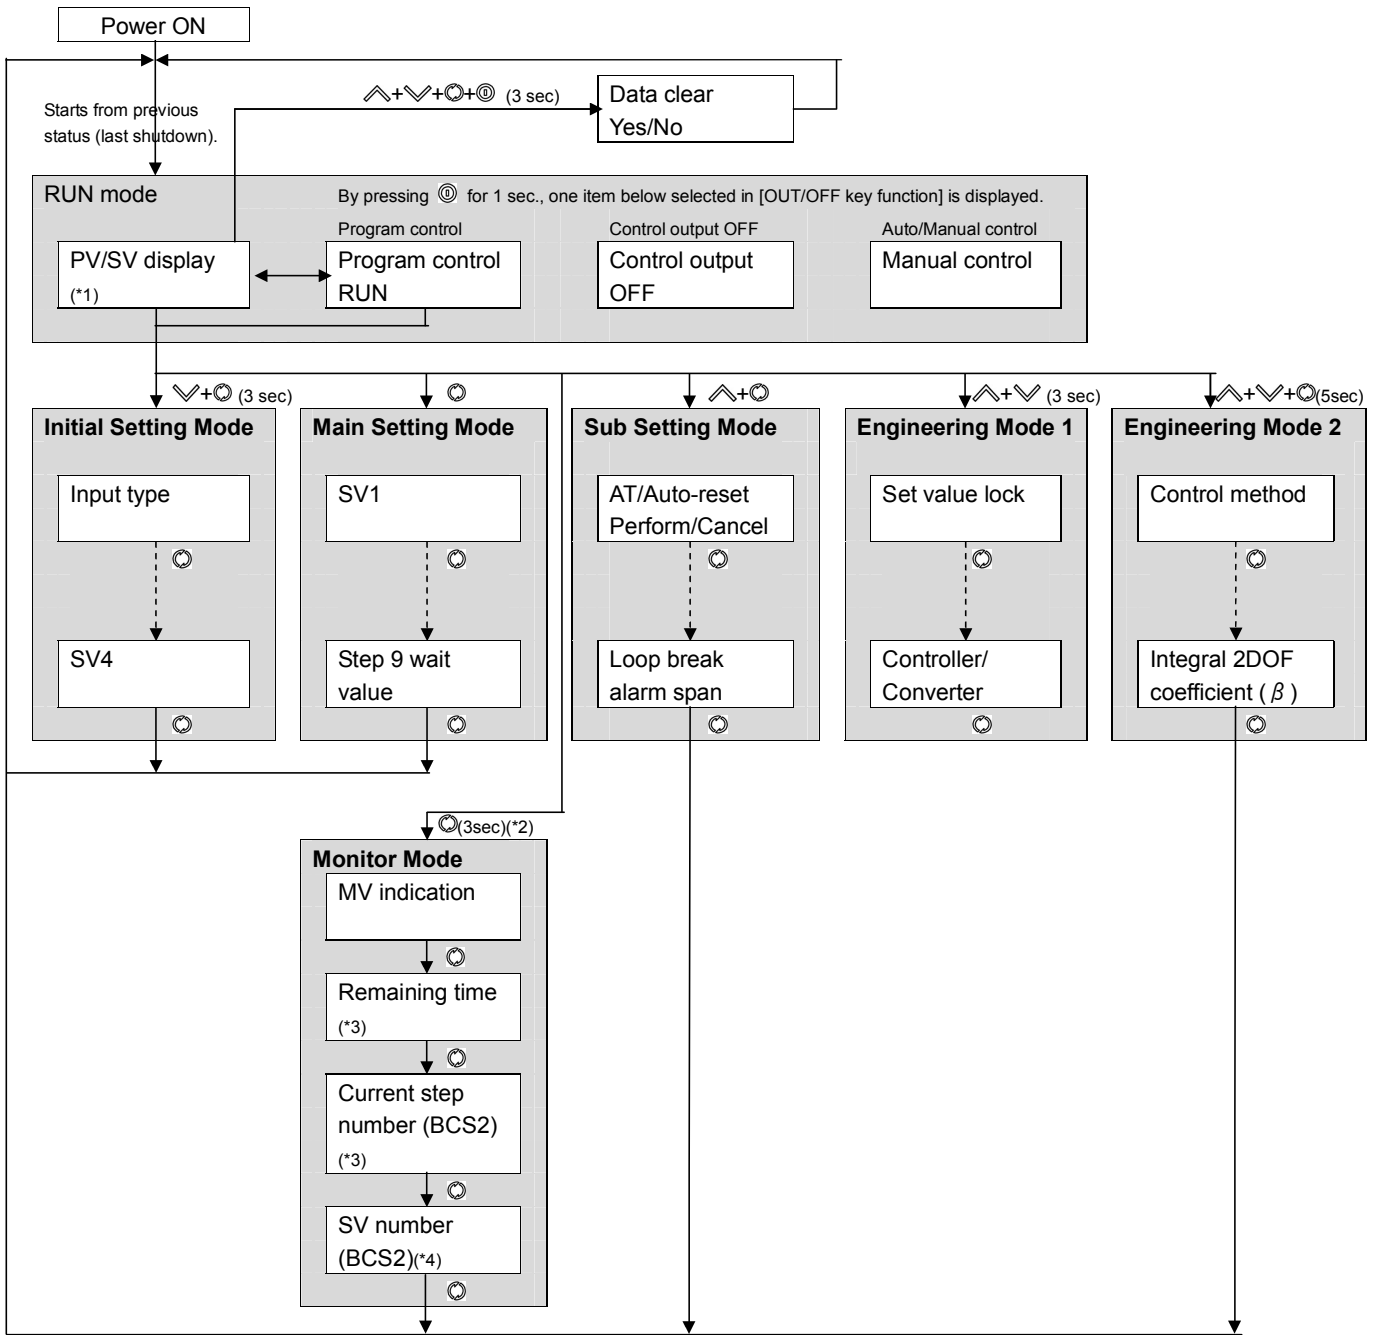 Power ON
Starts from previous
status (last shutdown).
+ + + (3 sec)
Data clear
Yes/No
RUN mode
By pressing for 1 sec., one item below selected in [OUT/OFF key function] is displayed.
Program control
Control output OFF
Auto/Manual control
PV/SV display
(*1)
Program control
RUN
Control output
OFF
Manual control
+ (3 sec)
+
+ (3 sec)
+ + (5sec)
Initial Setting Mode
Input type
SV4
Main Setting Mode
SV1
Step 9 wait
value
Sub Setting Mode
AT/Auto-reset
Perform/Cancel
Loop break
alarm span
Engineering Mode 1
Set value lock
Controller/
Converter
Engineering Mode 2
Control method
Integral 2DOF
coefficient (β)
(3sec)(*2)
Monitor Mode
MV indication
Remaining time
(*3)
Current step
number (BCS2)
(*3)
SV number
(BCS2)(*4)